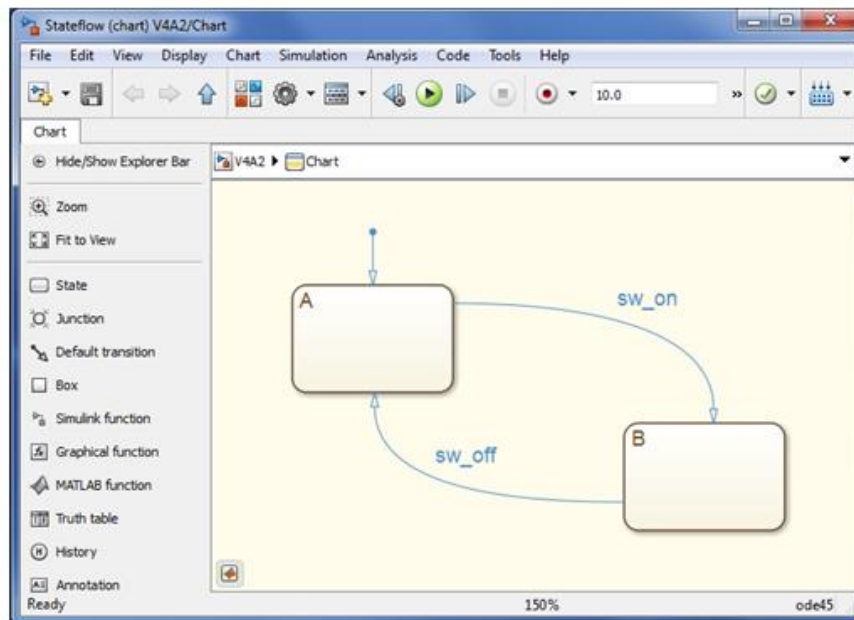 Stateflow (chart) V4A2/Chart
File Edit View Display Chart Simulation Analysis Code Tools Help
10.0 »
Chart
Hide/Show Explorer Bar
V4A2 Chart
Zoom
Fit to View
State
Junction
Default transition
Box
Simulink function
Graphical function
MATLAB function
Truth table
History
Annotation
A
sw_on
B
sw_off
Ready 150% ode45